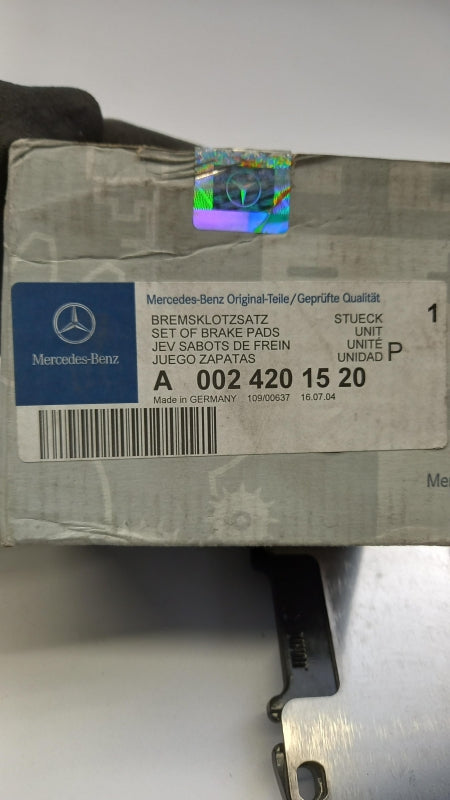 Mercedes-Benz Original-Teile/Geprüfte Qualität
BREMSKLOTZSATZ STUECK 1
SET OF BRAKE PADS UNIT
JEV SABOTS DE FREIN UNITÉ
JUEGO ZAPATAS UNIDAD P
Mercedes-Benz
A 002 420 15 20
Made in GERMANY 109/00637 16.07.04
Me